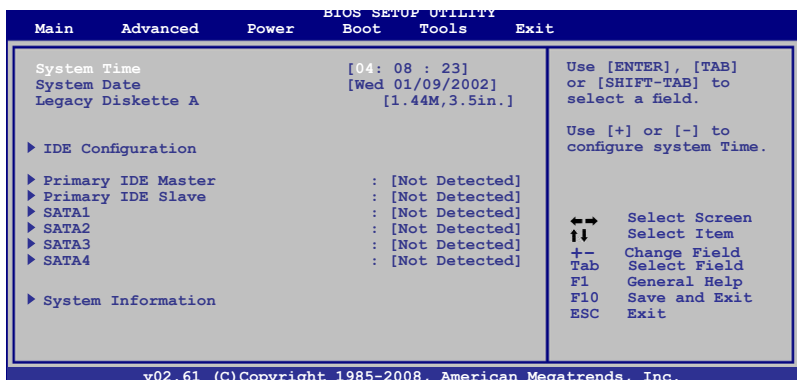 BIOS SETUP UTILITY
Main Advanced Power Boot Tools Exit
System Time [04: 08 : 23]
System Date [Wed 01/09/2002]
Legacy Diskette A [1.44M,3.5in.]
IDE Configuration
Primary IDE Master : [Not Detected]
Primary IDE Slave : [Not Detected]
SATA1 : [Not Detected]
SATA2 : [Not Detected]
SATA3 : [Not Detected]
SATA4 : [Not Detected]
System Information
Use [ENTER], [TAB]
or [SHIFT-TAB] to
select a field.
Use [+] or [-] to
configure system Time.
←→ Select Screen
↑↓ Select Item
+- Change Field
Tab Select Field
F1 General Help
F10 Save and Exit
ESC Exit
v02.61 (C)Copyright 1985-2008, American Megatrends, Inc.